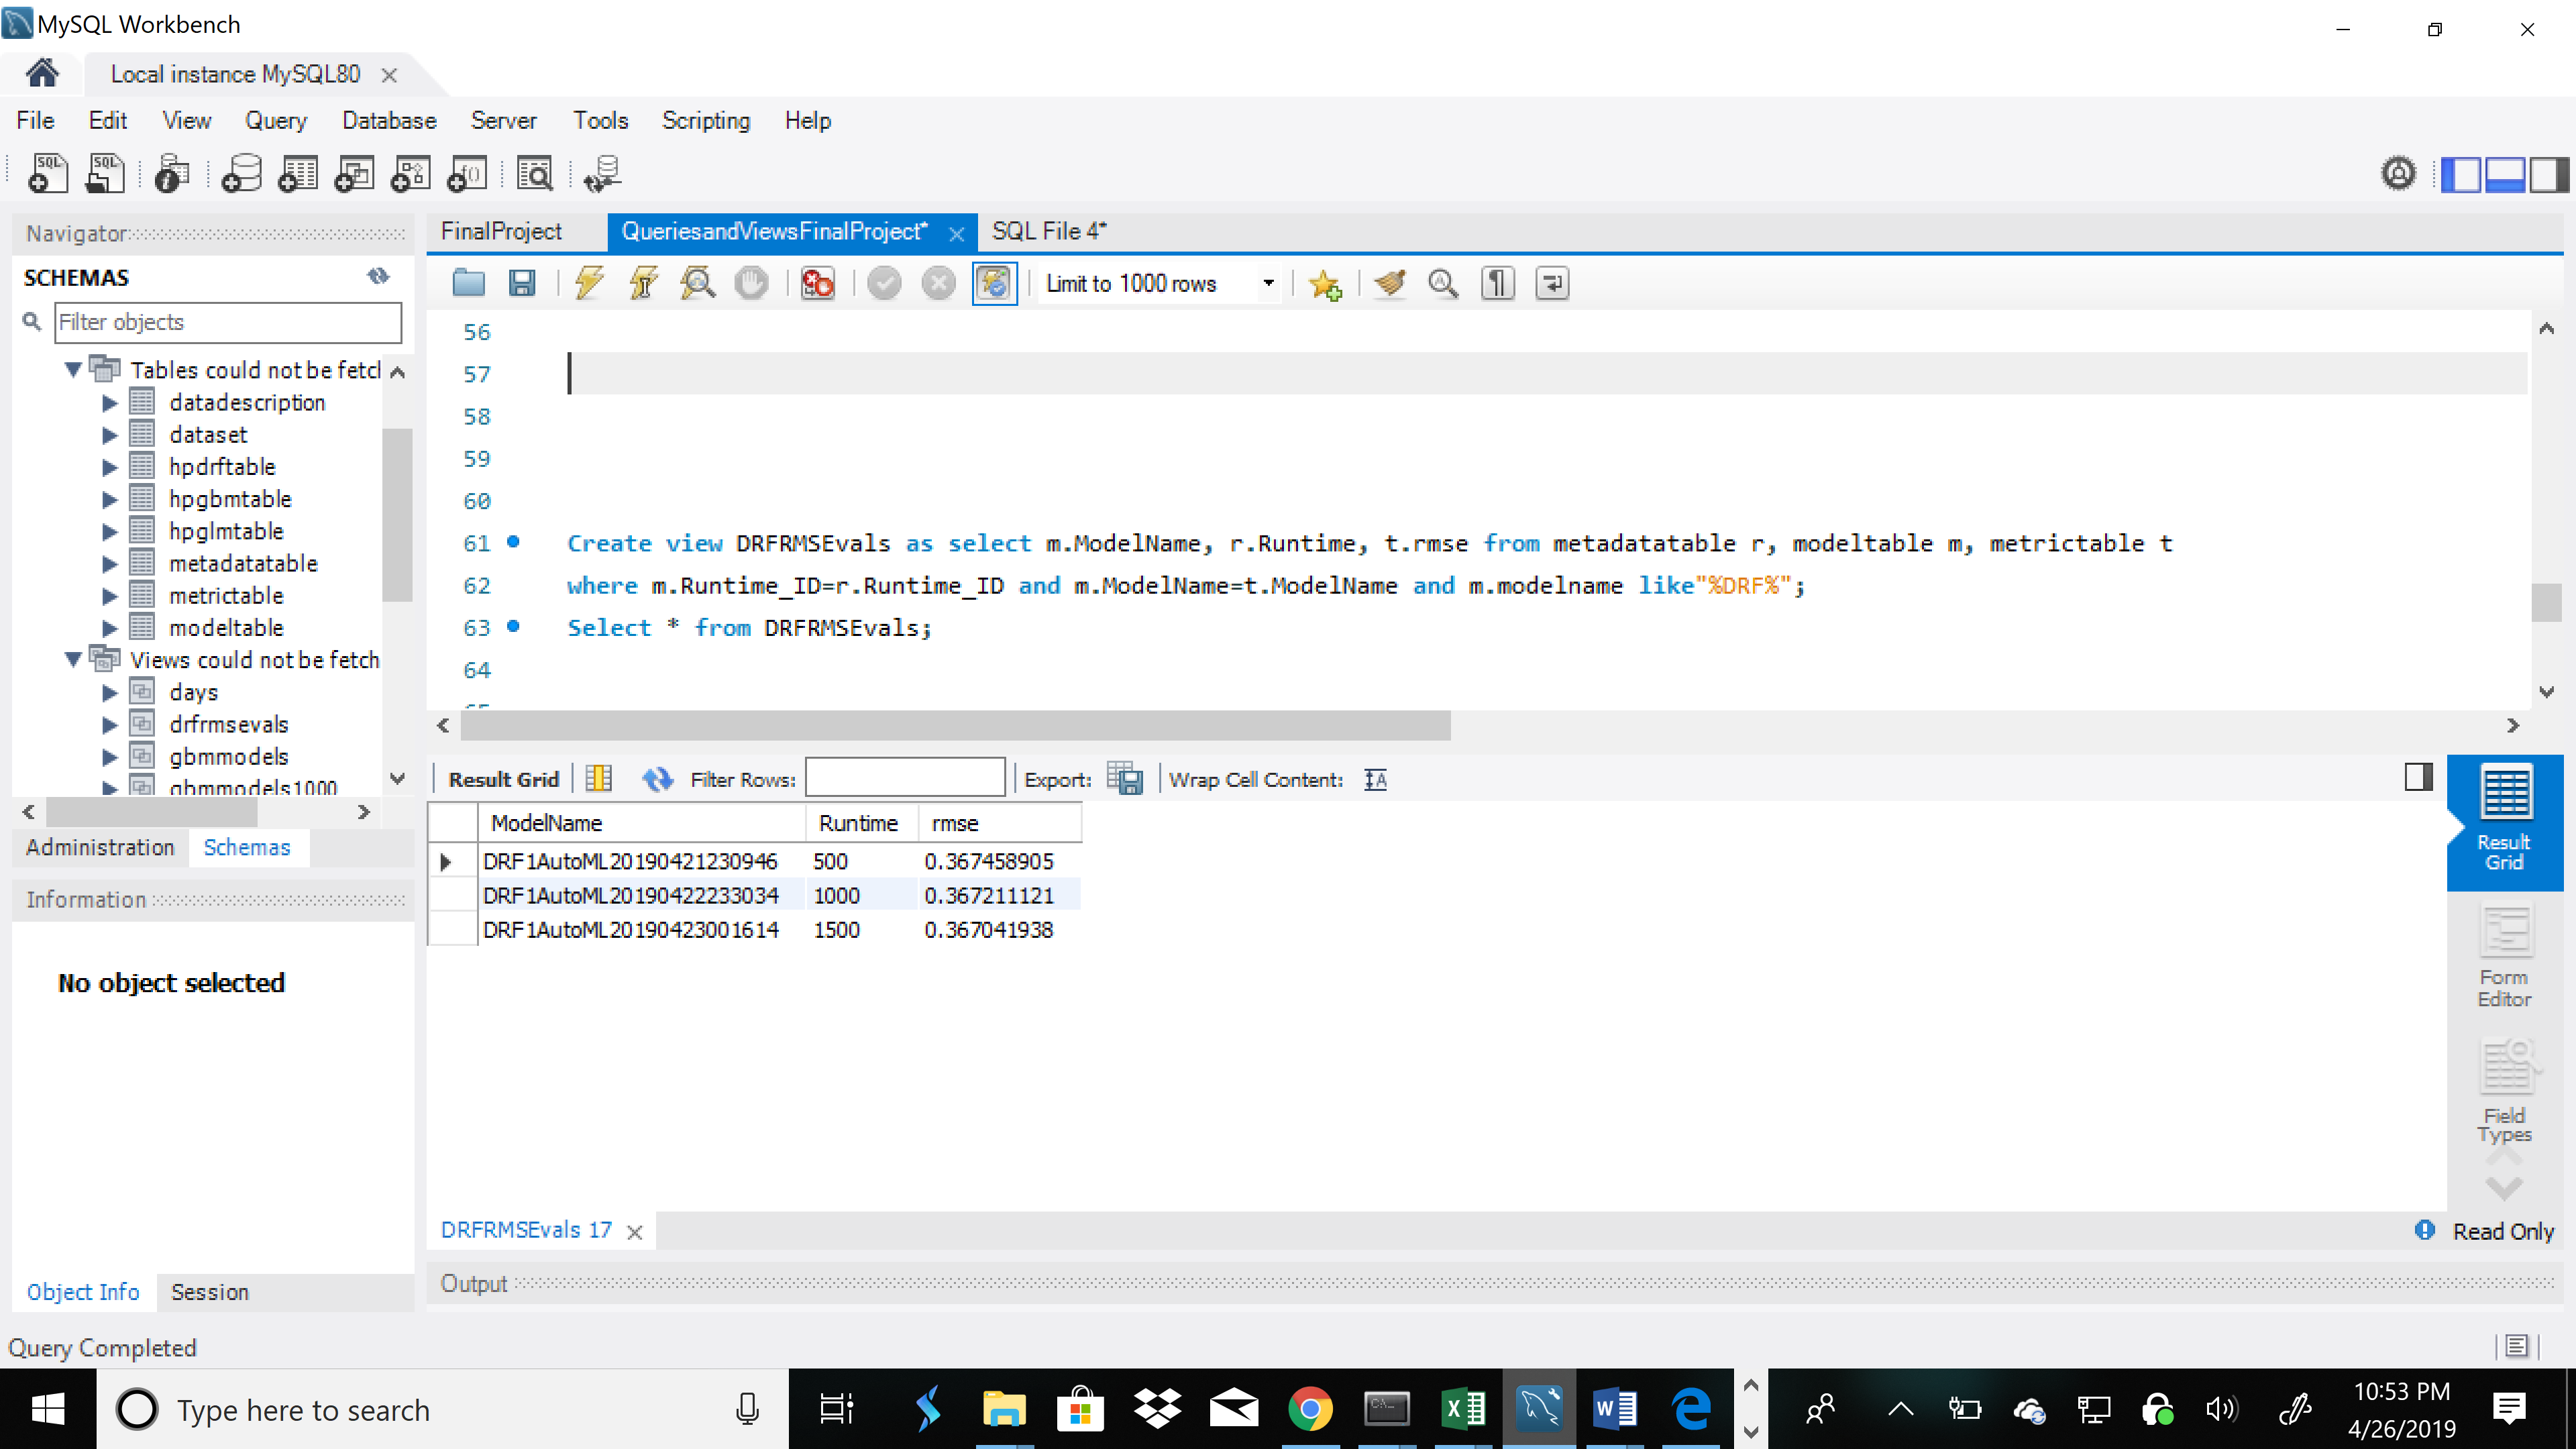 MySQL Workbench
Local instance MySQL80
File Edit View Query Database Server Tools Scripting Help
Navigator
SCHEMAS
Filter objects
Tables could not be fetcl
datadescription
dataset
hpdrftable
hpgbmtable
hpglmtable
metadatatable
metrictable
modeltable
Views could not be fetch
days
drfrmsevals
gbmmodels
gbmmodels1000
Administration Schemas
Information
No object selected
Object Info Session
FinalProject QueriesandViewsFinalProject* SQL File 4*
Limit to 1000 rows
56
57
58
59
60
61 Create view DRFRMSEvals as select m.ModelName, r.Runtime, t.rmse from metadatatable r, modeltable m, metrictable t
62 where m.Runtime_ID=r.Runtime_ID and m.ModelName=t.ModelName and m.modelname like"%DRF%";
63 Select * from DRFRMSEvals;
64
65
Result Grid Filter Rows: Export: Wrap Cell Content:
ModelName Runtime rmse
DRF1AutoML20190421230946 500 0.367458905
DRF1AutoML20190422233034 1000 0.367211121
DRF1AutoML20190423001614 1500 0.367041938
Result
Grid
Form
Editor
Field
Types
DRFRMSEvals 17
Read Only
Output
Query Completed
Type here to search
10:53 PM
4/26/2019